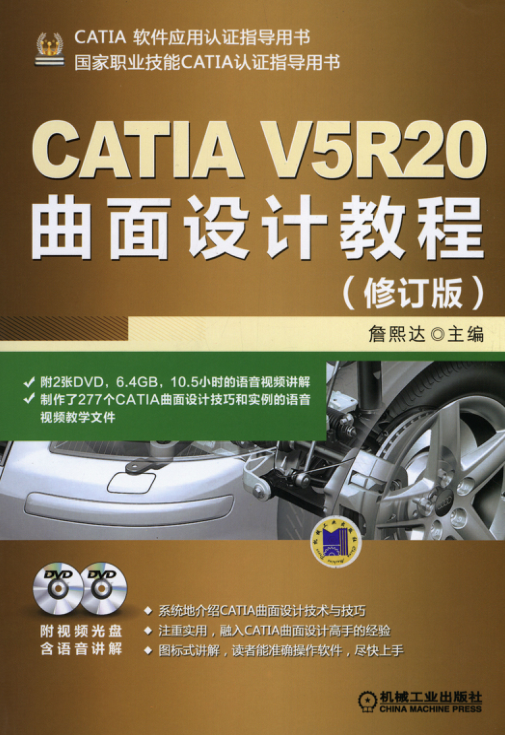 CATIA 软件应用认证指导用书
国家职业技能CATIA认证指导用书
CATIA V5R20
曲面设计教程
（修订版）
詹熙达◎主编
附2张DVD，6.4GB，10.5小时的语音视频讲解
制作了277个CATIA曲面设计技巧和实例的语音
视频教学文件
DVD DVD
附视频光盘
含语音讲解
系统地介绍CATIA曲面设计技术与技巧
注重实用，融入CATIA曲面设计高手的经验
图标式讲解，读者能准确操作软件，尽快上手
机械工业出版社
CHINA MACHINE PRESS